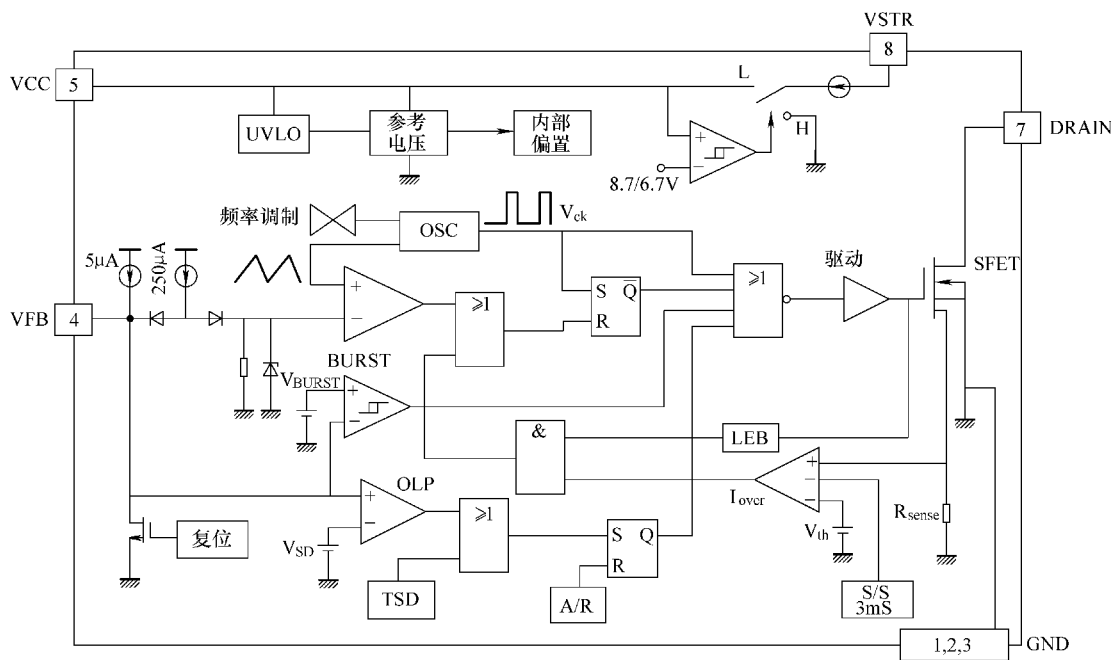 VSTR
8
VCC
5
L
H
UVLO
参考
电压
内部
偏置
+
−
8.7/6.7V
7
DRAIN
频率调制
OSC
Vck
5μA
250μA
VFB
4
+
−
≥1
S
Q̅
R
≥1
驱动
SFET
BURST
VBURST
+
−
&
LEB
OLP
+
−
VSD
≥1
TSD
S
Q
R
A/R
Iover
+
−
−
Vth
Rsense
复位
S/S
3mS
1,2,3
GND